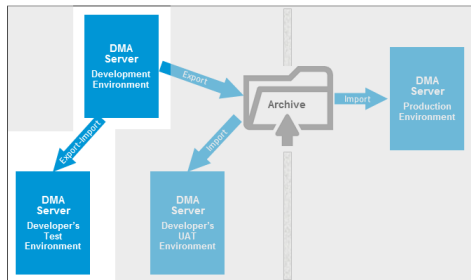 DMA
Server
Development
Environment
Export
Archive
Import
DMA
Server
Production
Environment
Export-Import
Import
DMA
Server
Developer's
Test
Environment
DMA
Server
Developer's
UAT
Environment